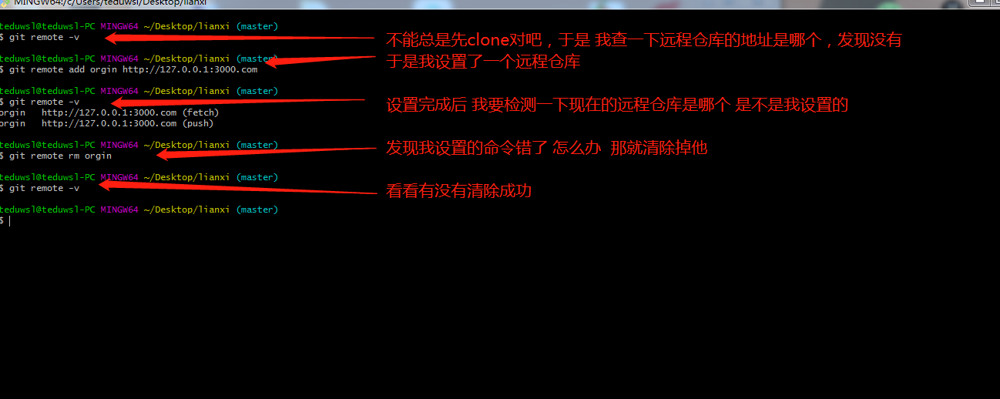 MINGW64:/c/Users/teduwsl/Desktop/lianxi
teduwsl@teduwsl-PC MINGW64 ~/Desktop/lianxi (master)
$ git remote -v
不能总是先clone对吧，于是 我查一下远程仓库的地址是哪个，发现没有
teduwsl@teduwsl-PC MINGW64 ~/Desktop/lianxi (master)
于是我设置了一个远程仓库
$ git remote add orgin http://127.0.0.1:3000.com
teduwsl@teduwsl-PC MINGW64 ~/Desktop/lianxi (master)
$ git remote -v
设置完成后 我要检测一下现在的远程仓库是哪个 是不是我设置的
orgin http://127.0.0.1:3000.com (fetch)
orgin http://127.0.0.1:3000.com (push)
teduwsl@teduwsl-PC MINGW64 ~/Desktop/lianxi (master)
发现我设置的命令错了 怎么办 那就清除掉他
$ git remote rm orgin
teduwsl@teduwsl-PC MINGW64 ~/Desktop/lianxi (master)
$ git remote -v
看看有没有清除成功
teduwsl@teduwsl-PC MINGW64 ~/Desktop/lianxi (master)
$